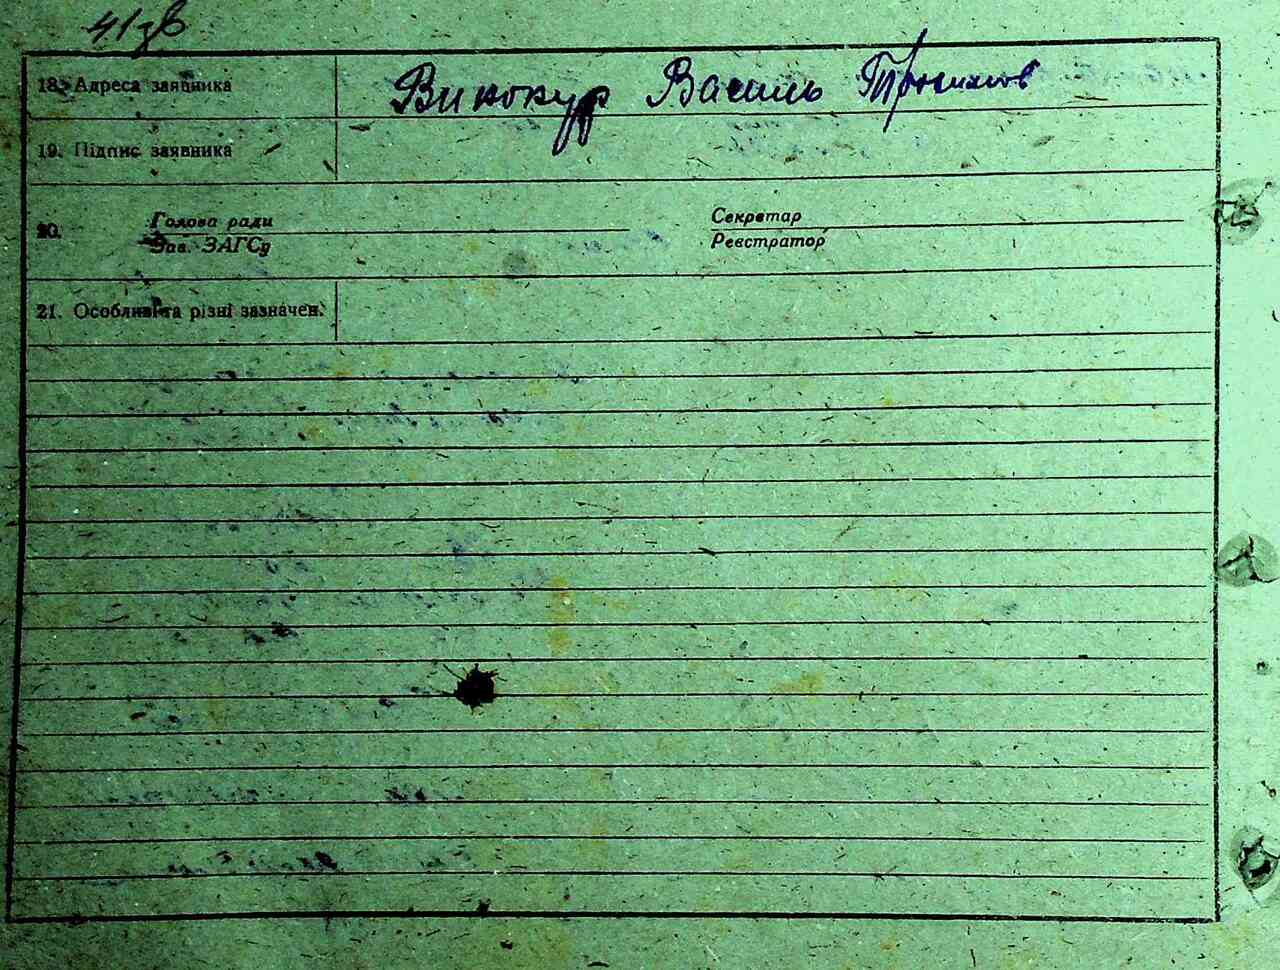 41зв
18. Адреса заявника Винокур Василь
19. Підпис заявника
20. Голова ради Секретар
Зав. ЗАГСу Реєстратор
21. Особливі та різні зазначен.